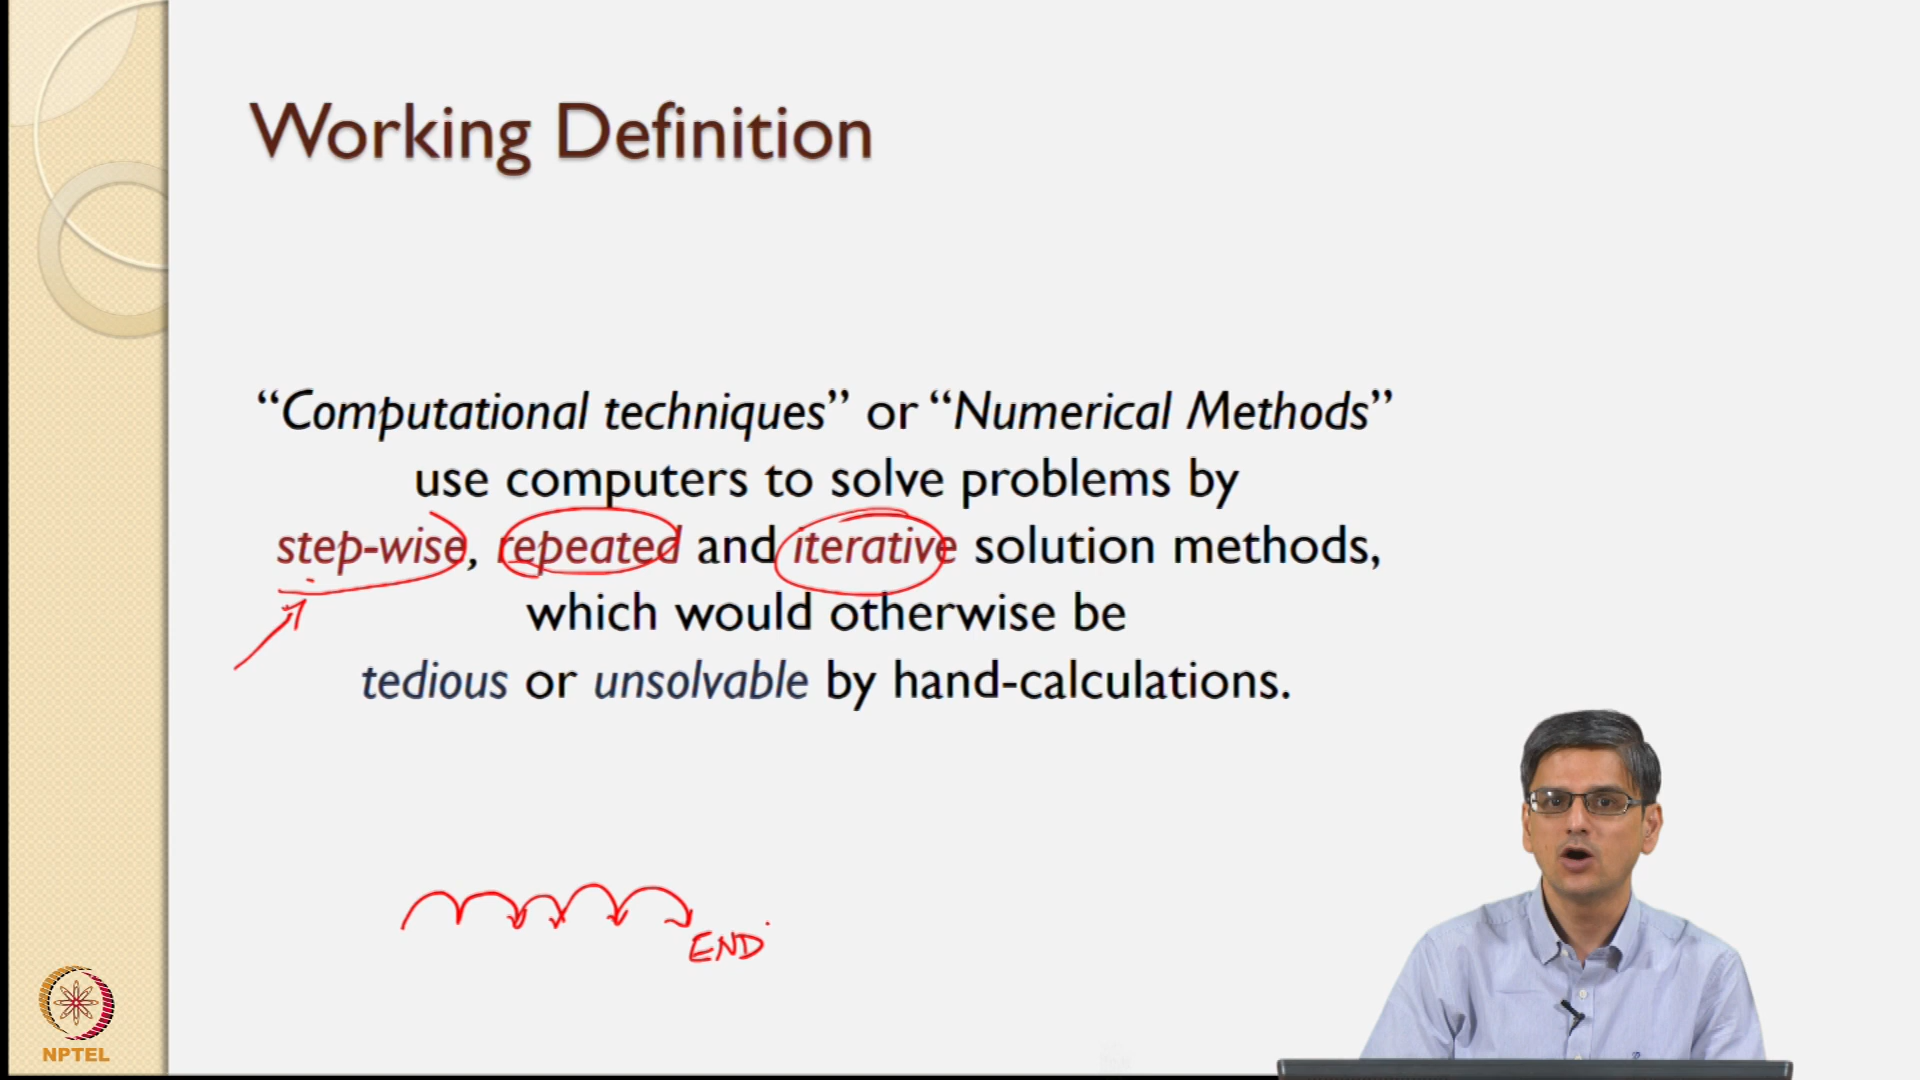 Working Definition
“Computational techniques” or “Numerical Methods”
use computers to solve problems by
step-wise, repeated and iterative solution methods,
which would otherwise be
tedious or unsolvable by hand-calculations.
END
NPTEL